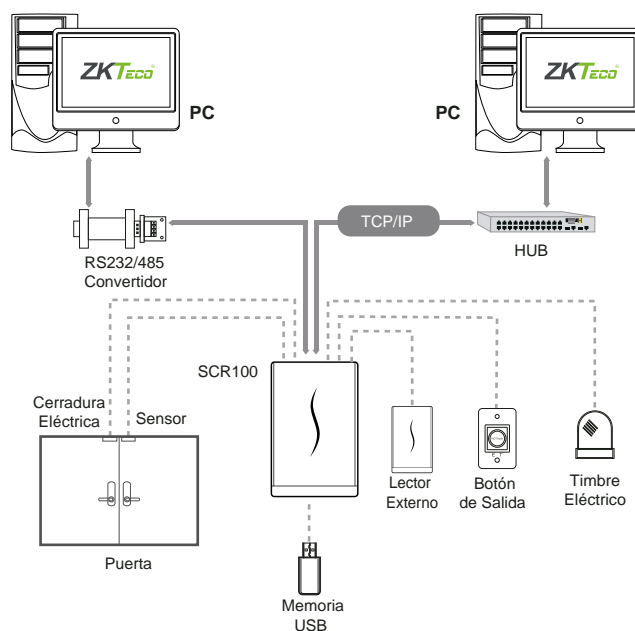 ZKTeco
ZKTeco
PC
PC
TCP/IP
HUB
RS232/485
Convertidor
SCR100
Cerradura
Eléctrica
Sensor
Lector
Externo
Botón
de Salida
Timbre
Eléctrico
Puerta
Memoria
USB